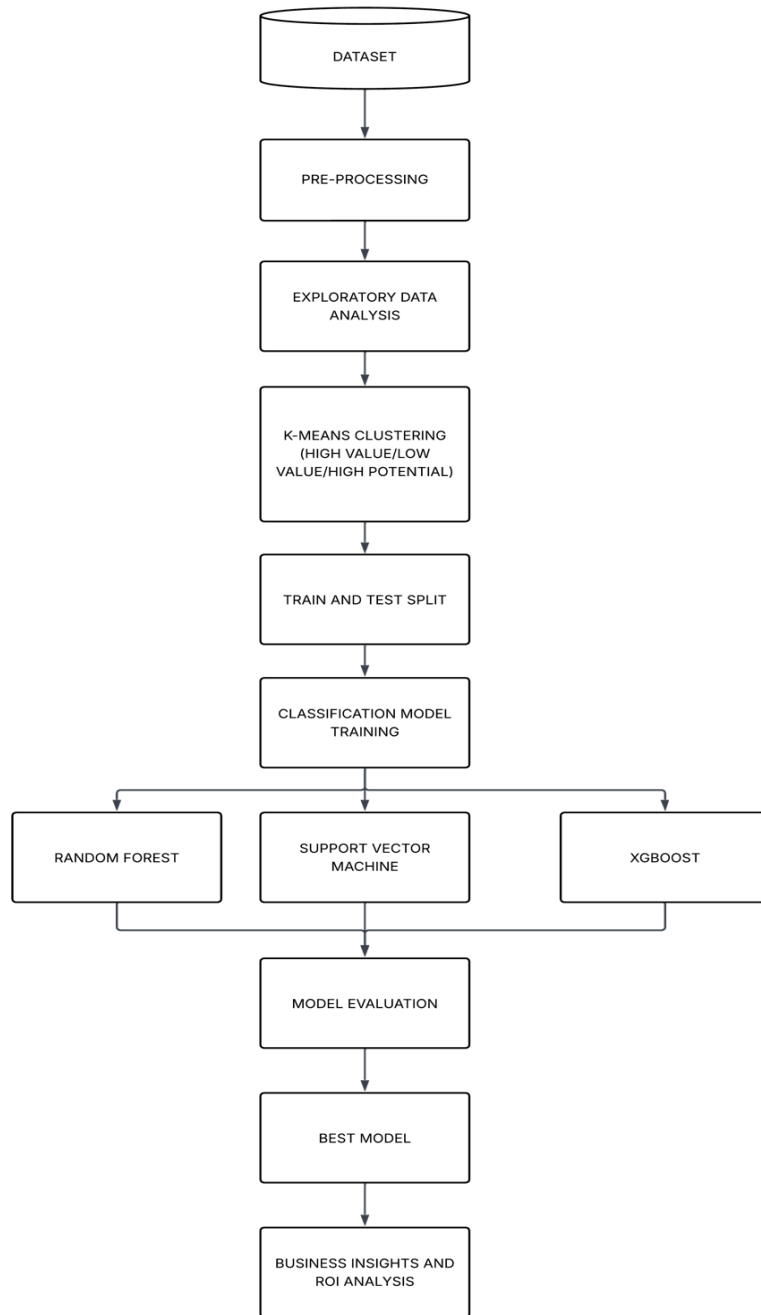 DATASET
PRE-PROCESSING
EXPLORATORY DATA
ANALYSIS
K-MEANS CLUSTERING
(HIGH VALUE/LOW
VALUE/HIGH POTENTIAL)
TRAIN AND TEST SPLIT
CLASSIFICATION MODEL
TRAINING
RANDOM FOREST
SUPPORT VECTOR
MACHINE
XGBOOST
MODEL EVALUATION
BEST MODEL
BUSINESS INSIGHTS AND
ROI ANALYSIS